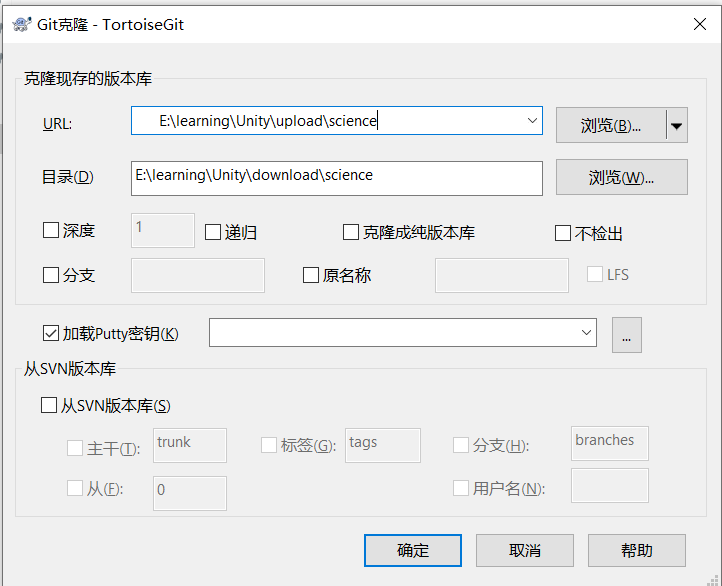 Git克隆 - TortoiseGit
克隆现存的版本库
URL: E:\learning\Unity\upload\science 浏览(B)...
目录(D) E:\learning\Unity\download\science 浏览(W)...
深度 1 递归 克隆成纯版本库 不检出
分支 原名称 LFS
加载Putty密钥(K) ...
从SVN版本库
从SVN版本库(S)
主干(T): trunk 标签(G): tags 分支(H): branches
从(F): 0 用户名(N):
确定 取消 帮助